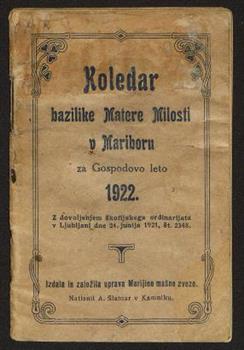 Koledar
bazilike Matere Milosti
v Mariboru
za Gospodovo leto
1922.
Z dovoljenjem škofijskega ordinarijata
v Ljubljani dne 24. junija 1921, št. 2348.
Izdala in založila uprava Marijine mašne zveze.
Natisnil A. Slatnar v Kamniku.